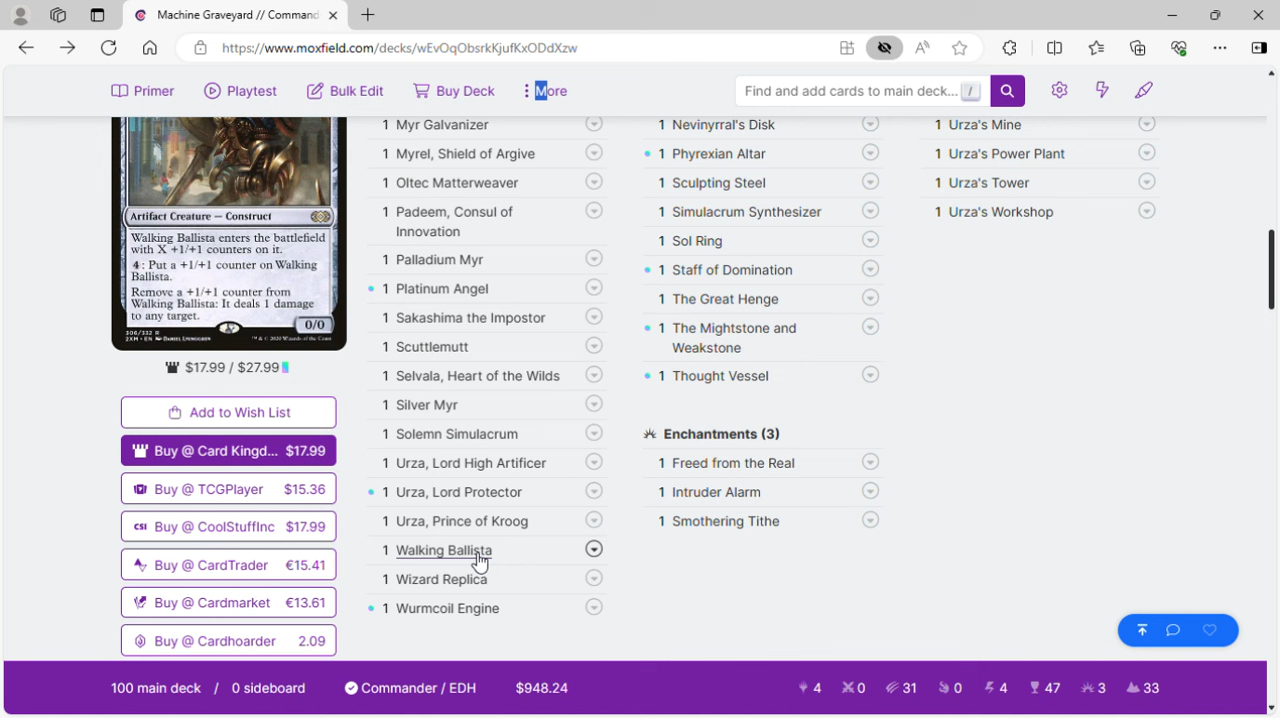 Machine Graveyard // Command
https://www.moxfield.com/decks/wEvOqObsrkKjufKxODdXzw
Primer
Playtest
Bulk Edit
Buy Deck
More
Find and add cards to main deck... /
Artifact Creature — Construct
Walking Ballista enters the battlefield
with X +1/+1 counters on it.
4: Put a +1/+1 counter on Walking
Ballista.
Remove a +1/+1 counter from
Walking Ballista: It deals 1 damage
to any target.
306/332 R
2XM • EN
0/0
$17.99 / $27.99
Add to Wish List
Buy @ Card Kingd... $17.99
Buy @ TCGPlayer $15.36
CSI Buy @ CoolStuffInc $17.99
Buy @ CardTrader €15.41
Buy @ Cardmarket €13.61
Buy @ Cardhoarder 2.09
1 Myr Galvanizer
1 Myrel, Shield of Argive
1 Oltec Matterweaver
1 Padeem, Consul of
Innovation
1 Palladium Myr
1 Platinum Angel
1 Sakashima the Impostor
1 Scuttlemutt
1 Selvala, Heart of the Wilds
1 Silver Myr
1 Solemn Simulacrum
1 Urza, Lord High Artificer
1 Urza, Lord Protector
1 Urza, Prince of Kroog
1 Walking Ballista
1 Wizard Replica
1 Wurmcoil Engine
1 Nevinyrral's Disk
1 Phyrexian Altar
1 Sculpting Steel
1 Simulacrum Synthesizer
1 Sol Ring
1 Staff of Domination
1 The Great Henge
1 The Mightstone and
Weakstone
1 Thought Vessel
Enchantments (3)
1 Freed from the Real
1 Intruder Alarm
1 Smothering Tithe
1 Urza's Mine
1 Urza's Power Plant
1 Urza's Tower
1 Urza's Workshop
100 main deck / 0 sideboard
Commander / EDH
$948.24
4 0 31 0 4 47 3 33